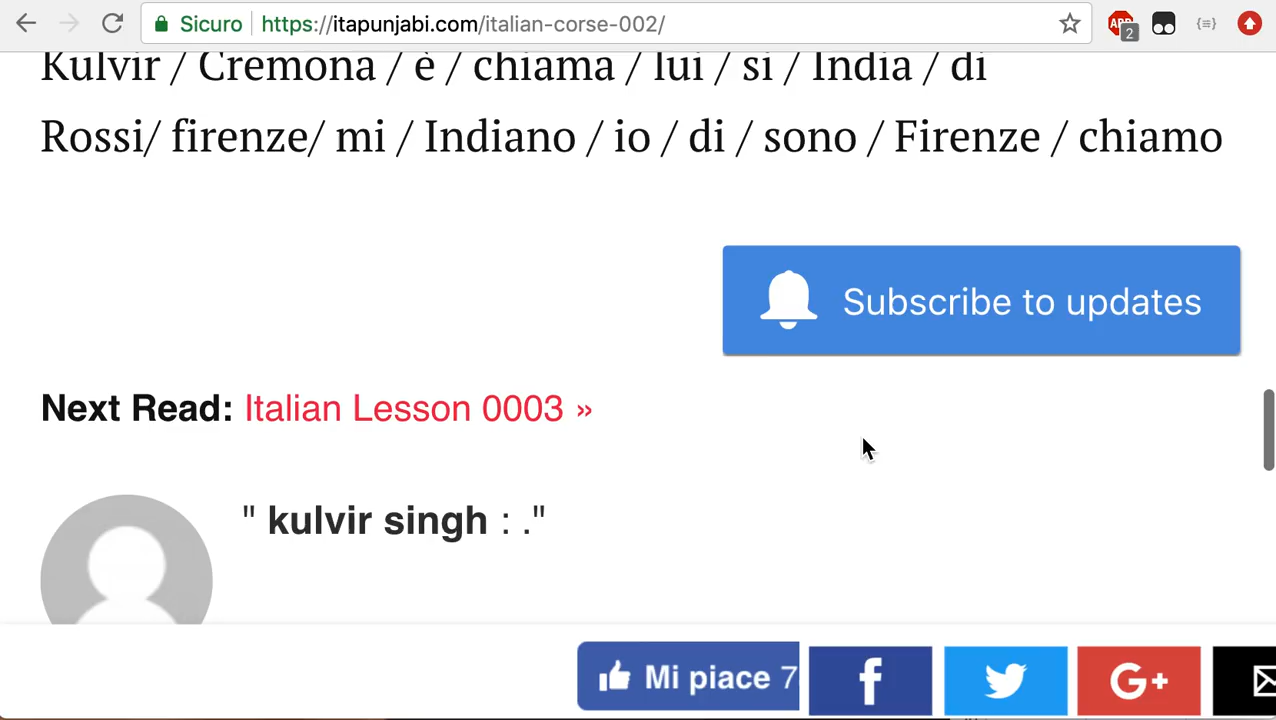 Sicuro https://itapunjabi.com/italian-corse-002/
2
Kulvir / Cremona / è / chiama / lui / si / India / di
Rossi/ firenze/ mi / Indiano / io / di / sono / Firenze / chiamo
Subscribe to updates
Next Read: Italian Lesson 0003 »
" kulvir singh : ."
Mi piace 7
f
G+